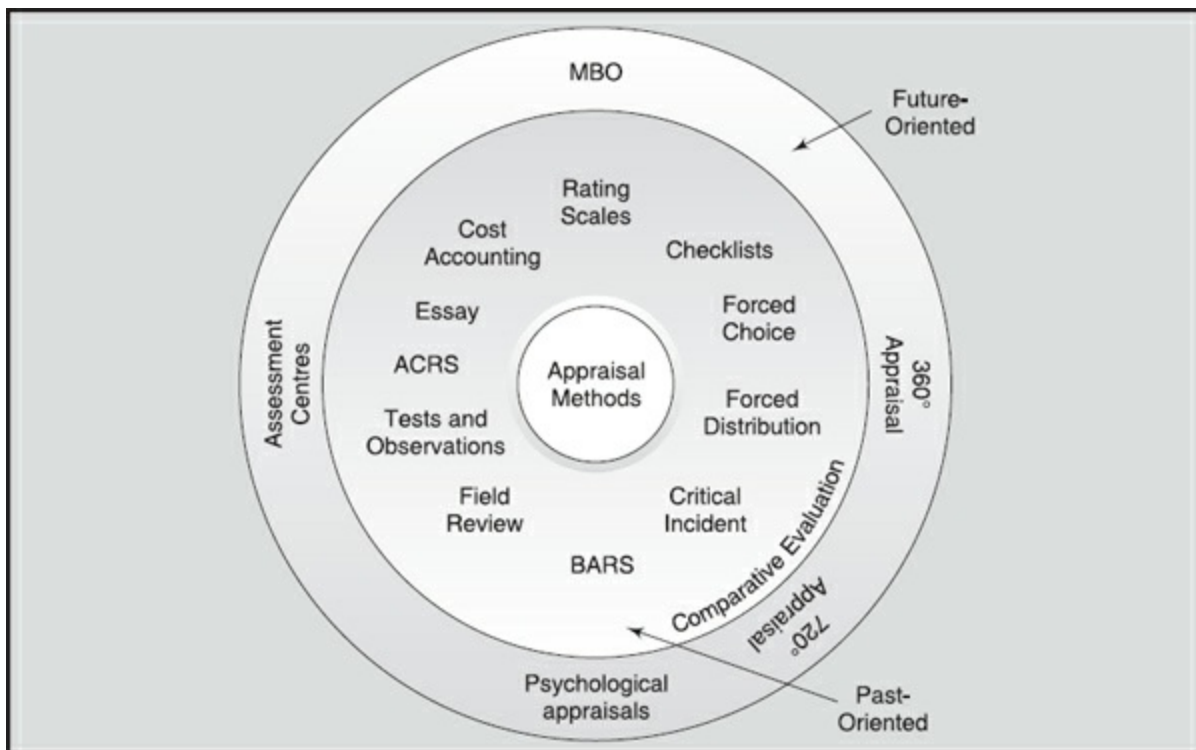 MBO
Future-
Oriented
Rating
Scales
Cost
Accounting
Checklists
Essay
Forced
Choice
ACRS
Appraisal
Methods
Tests and
Observations
Forced
Distribution
Field
Review
Critical
Incident
BARS
Comparative Evaluation
Assessment
Centres
360°
Appraisal
720°
Appraisal
Psychological
appraisals
Past-
Oriented